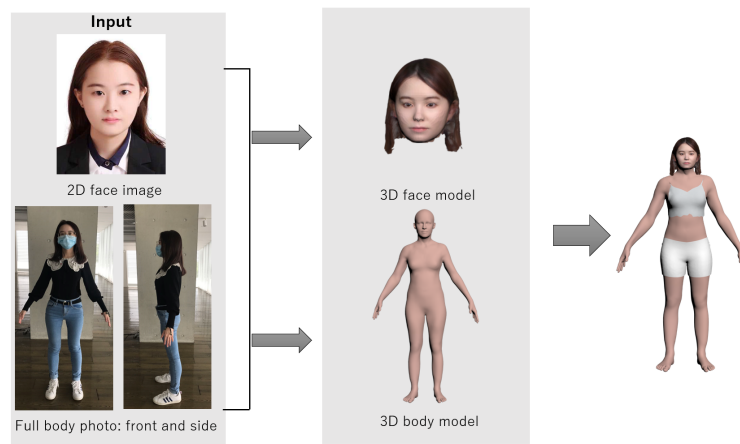 Input
2D face image
Full body photo: front and side
3D face model
3D body model